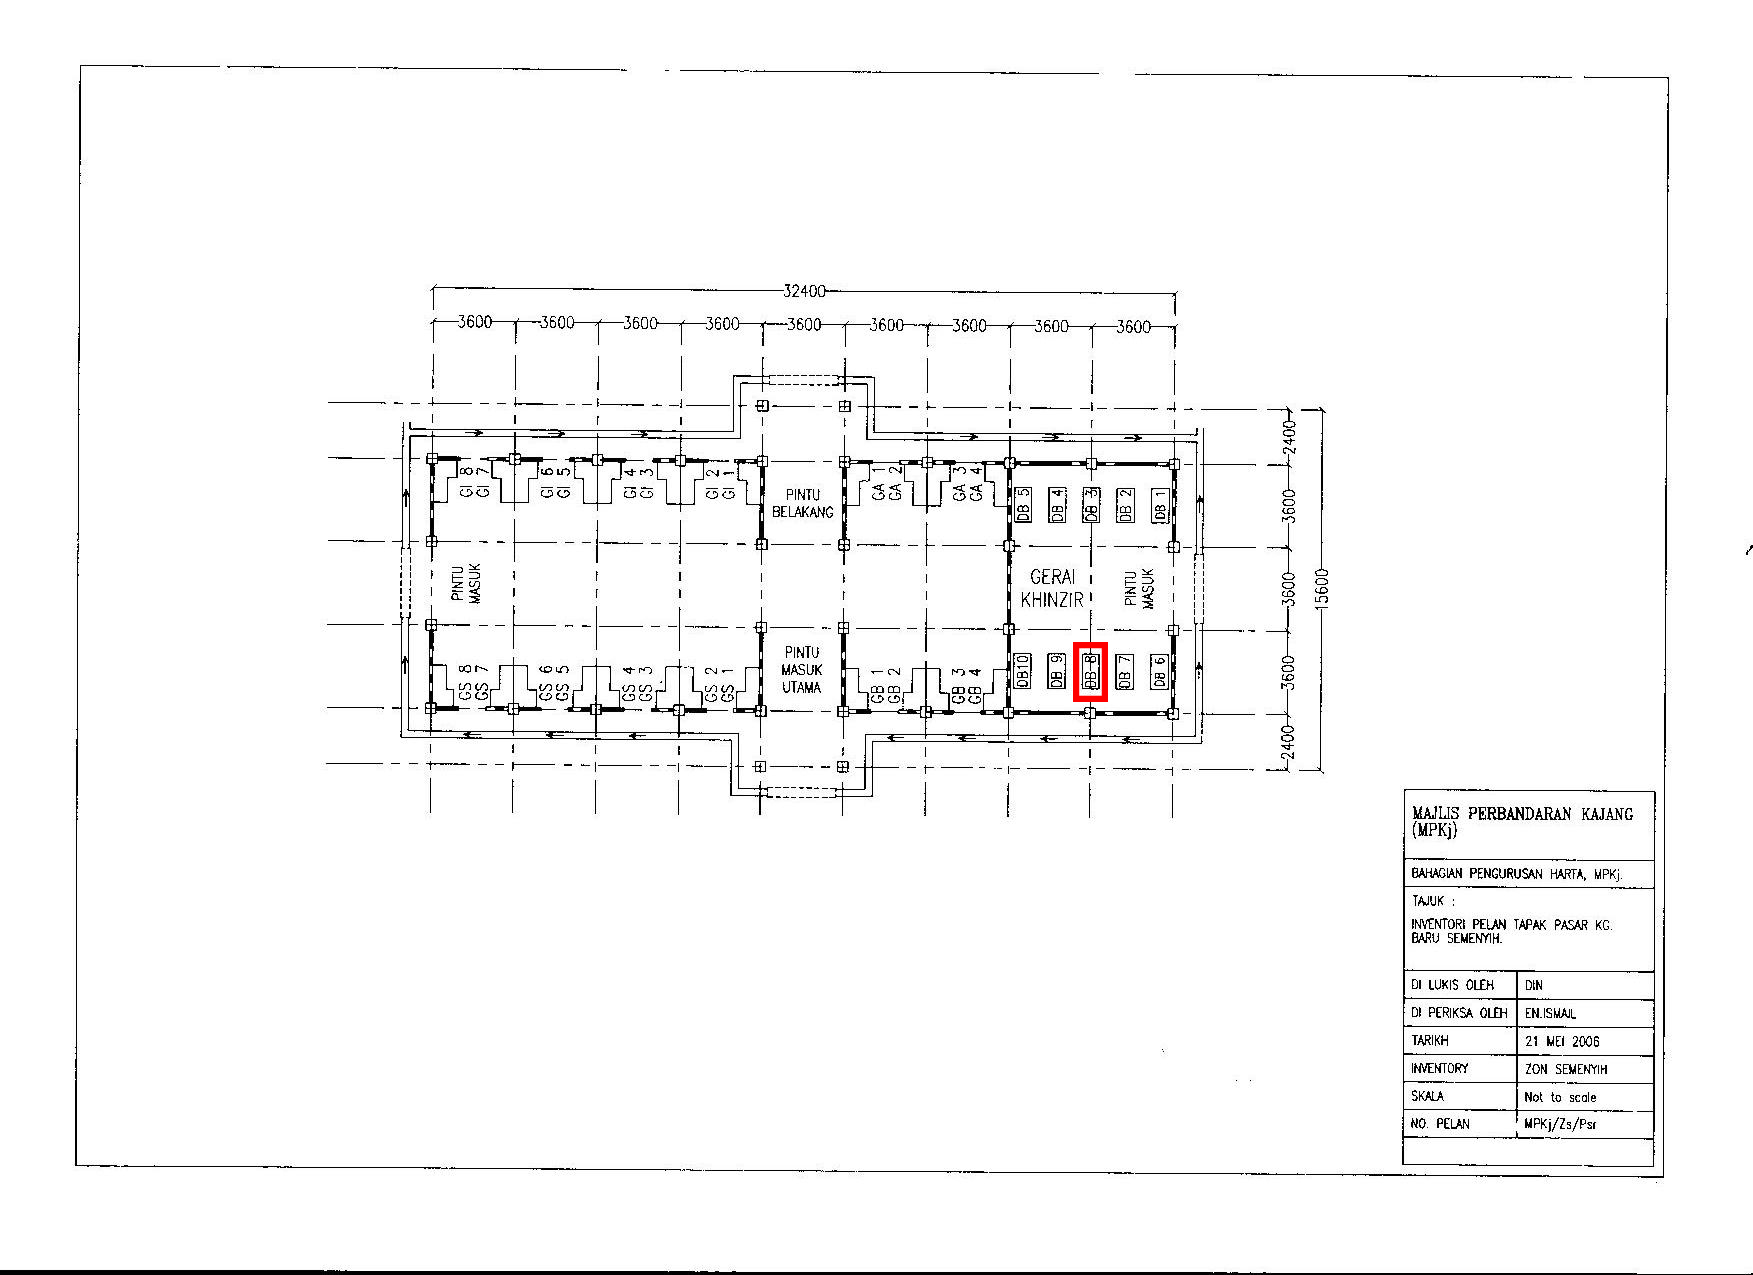 32400
3600 3600 3600 3600 3600 3600 3600 3600 3600
2400
3600
3600
3600
2400
15600
GI 8
GI 7
GI 6
GI 5
GI 4
GI 3
GI 2
GI 1
PINTU
BELAKANG
GA 1
GA 2
GA 3
GA 4
DB 5
DB 4
DB 3
DB 2
DB 1
PINTU
MASUK
GERAI
KHINZIR
PINTU
MASUK
GS 8
GS 7
GS 6
GS 5
GS 4
GS 3
GS 2
GS 1
PINTU
MASUK
UTAMA
GB 1
GB 2
GB 3
GB 4
DB10
DB 9
DB 8
DB 7
DB 6
MAJLIS PERBANDARAN KAJANG
(MPKj)
BAHAGIAN PENGURUSAN HARTA, MPKj.
TAJUK :
INVENTORI PELAN TAPAK PASAR KG.
BARU SEMENYIH.
DI LUKIS OLEH DIN
DI PERIKSA OLEH EN.ISMAIL
TARIKH 21 MEI 2006
INVENTORY ZON SEMENYIH
SKALA Not to scale
NO. PELAN MPKj/Zs/Psr